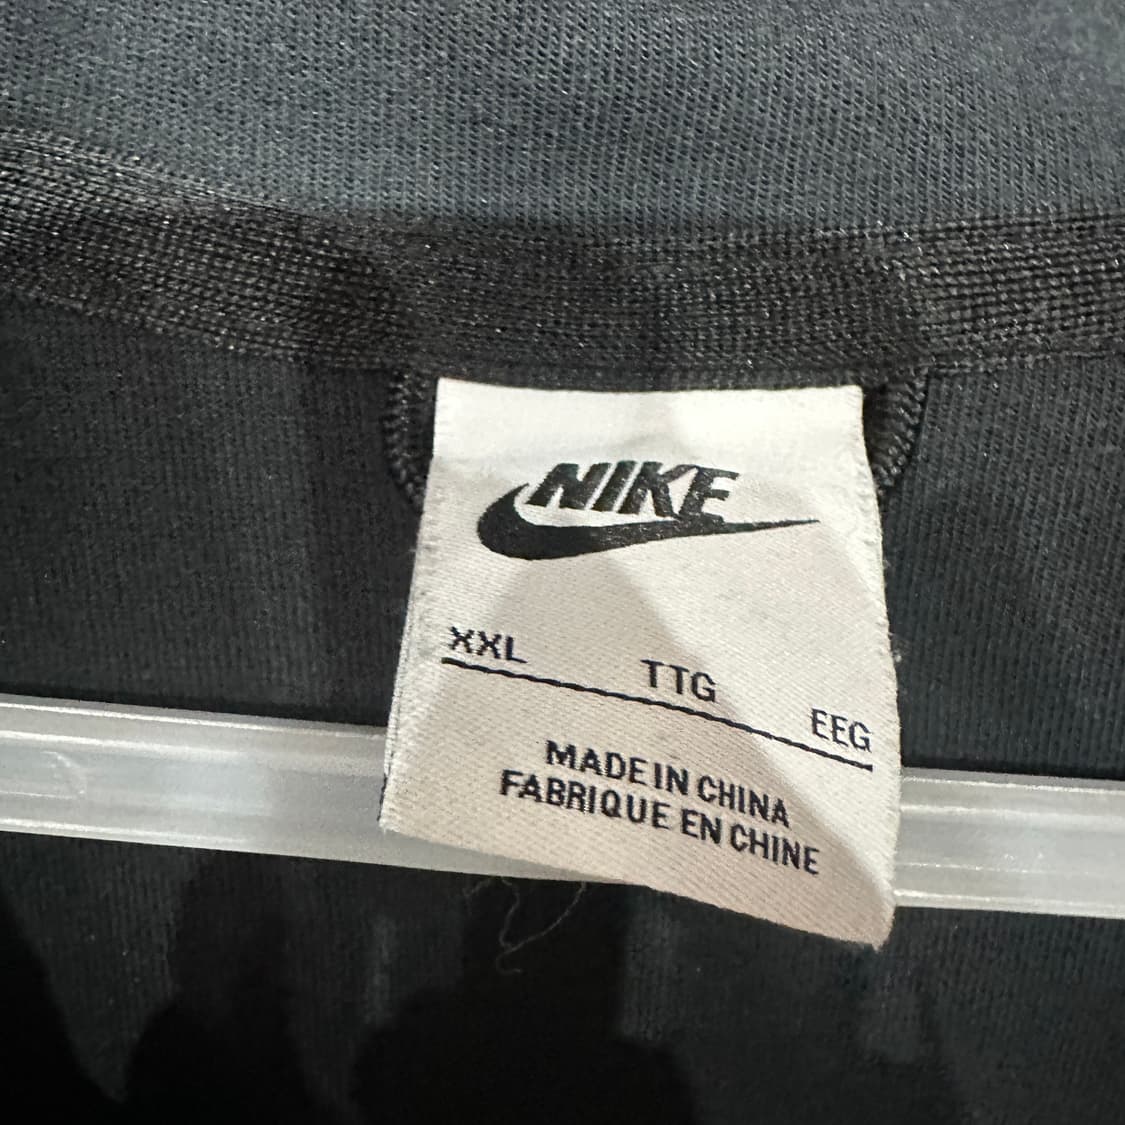 NIKE
XXL TTG EEG
MADE IN CHINA
FABRIQUE EN CHINE